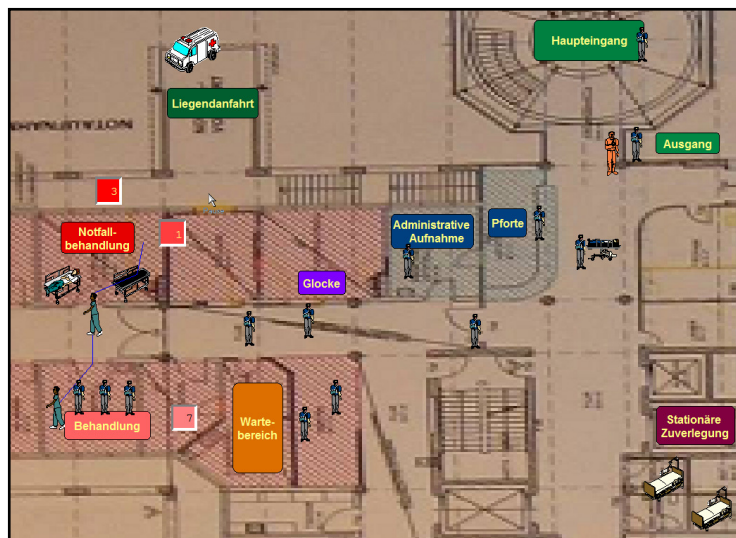 Haupteingang
Liegendanfahrt
Ausgang
3
Notfall-
behandlung
1
Administrative
Aufnahme
Pforte
Glocke
Behandlung
7
Warte-
bereich
Stationäre
Zuverlegung